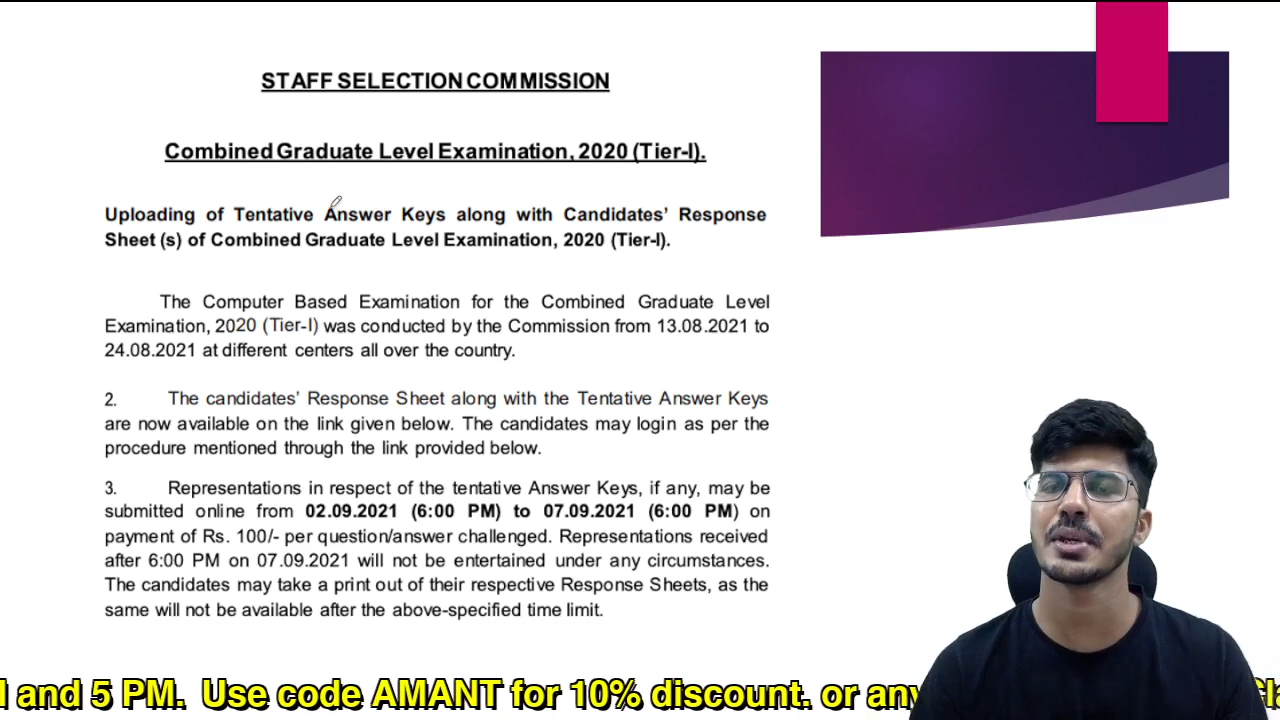 STAFF SELECTION COMMISSION
Combined Graduate Level Examination, 2020 (Tier-I).
Uploading of Tentative Answer Keys along with Candidates' Response
Sheet (s) of Combined Graduate Level Examination, 2020 (Tier-I).
The Computer Based Examination for the Combined Graduate Level
Examination, 2020 (Tier-I) was conducted by the Commission from 13.08.2021 to
24.08.2021 at different centers all over the country.
2. The candidates' Response Sheet along with the Tentative Answer Keys
are now available on the link given below. The candidates may login as per the
procedure mentioned through the link provided below.
3. Representations in respect of the tentative Answer Keys, if any, may be
submitted online from 02.09.2021 (6:00 PM) to 07.09.2021 (6:00 PM) on
payment of Rs. 100/- per question/answer challenged. Representations received
after 6:00 PM on 07.09.2021 will not be entertained under any circumstances.
The candidates may take a print out of their respective Response Sheets, as the
same will not be available after the above-specified time limit.
and 5 PM. Use code AMANT for 10% discount. or any